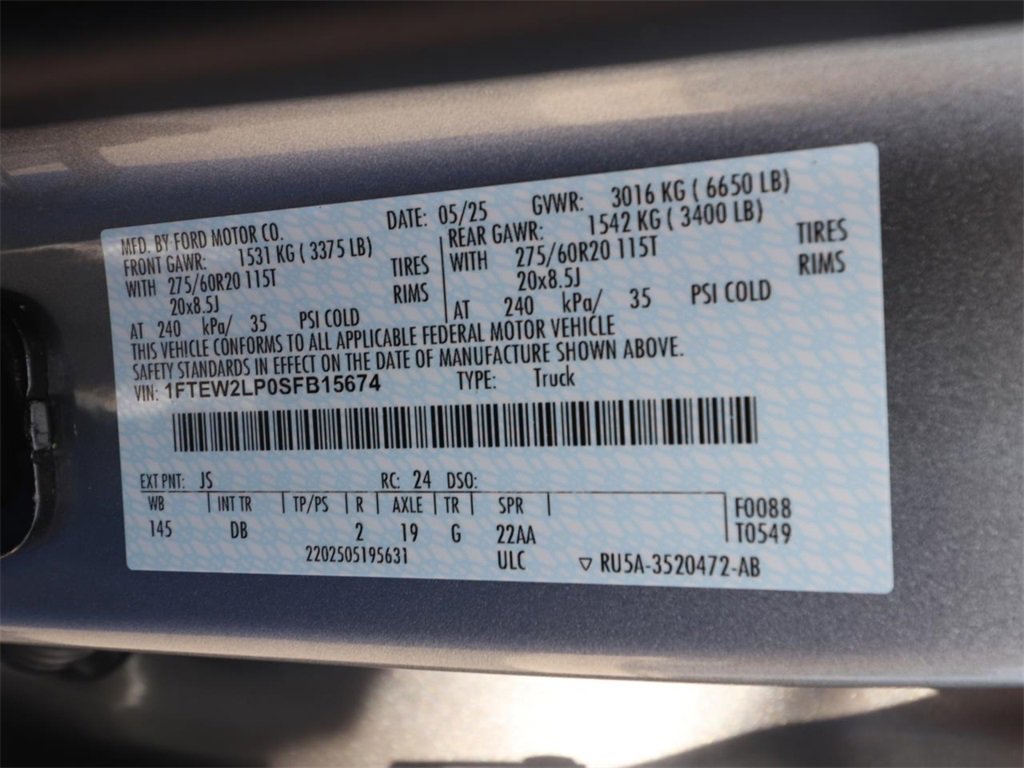 MFD. BY FORD MOTOR CO. DATE: 05/25 GVWR: 3016 KG ( 6650 LB)
FRONT GAWR: 1531 KG ( 3375 LB) REAR GAWR: 1542 KG ( 3400 LB)
WITH 275/60R20 115T TIRES WITH 275/60R20 115T TIRES
20x8.5J RIMS 20x8.5J RIMS
AT 240 kPa/ 35 PSI COLD AT 240 kPa/ 35 PSI COLD
THIS VEHICLE CONFORMS TO ALL APPLICABLE FEDERAL MOTOR VEHICLE
SAFETY STANDARDS IN EFFECT ON THE DATE OF MANUFACTURE SHOWN ABOVE.
VIN: 1FTEW2LP0SFB15674 TYPE: Truck
EXT PNT: JS RC: 24 DSO:
WB INT TR TP/PS R AXLE TR SPR F0088
145 DB 2 19 G 22AA T0549
2202505195631 ULC ▽ RU5A-3520472-AB